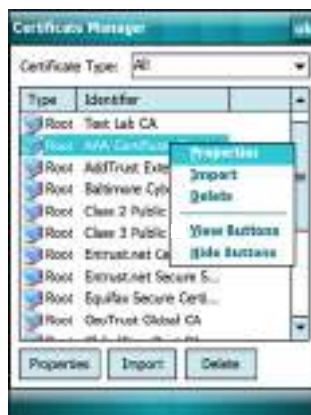 Certificate Manager ok
Certificate Type: All
Type Identifier
Root Test Lab CA
Root AAA Certificate
Root AddTrust Exte
Root Baltimore Cybe
Root Class 2 Public
Root Class 3 Public
Root Entrust.net Ce
Root Entrust.net Secure S...
Root Equifax Secure Certi...
Root GeoTrust Global CA
Properties
Import
Delete
View Buttons
Hide Buttons
Properties Import Delete